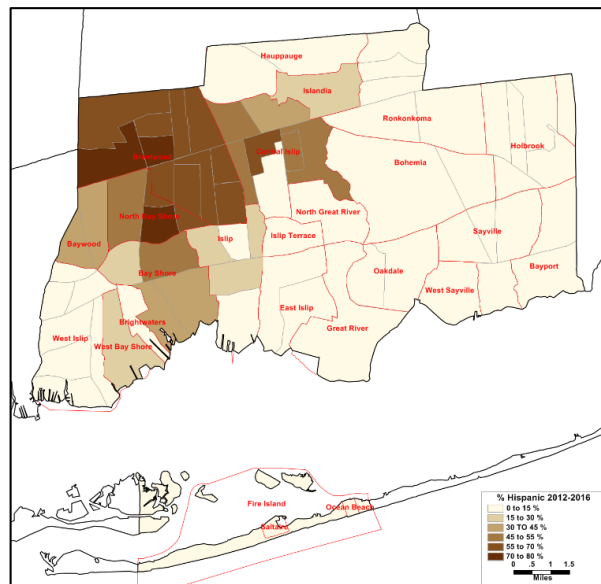 Hauppauge
Islandia
Ronkonkoma
Holbrook
Brentwood
Central Islip
Bohemia
North Bay Shore
North Great River
Baywood
Islip
Islip Terrace
Sayville
Bay Shore
Oakdale
Bayport
West Sayville
Brightwaters
East Islip
West Islip
West Bay Shore
Great River
Fire Island
Ocean Beach
Saltaire
% Hispanic 2012-2016
0 to 15 %
15 to 30 %
30 TO 45 %
45 to 55 %
55 to 70 %
70 to 80 %
0 .5 1 1.5
Miles